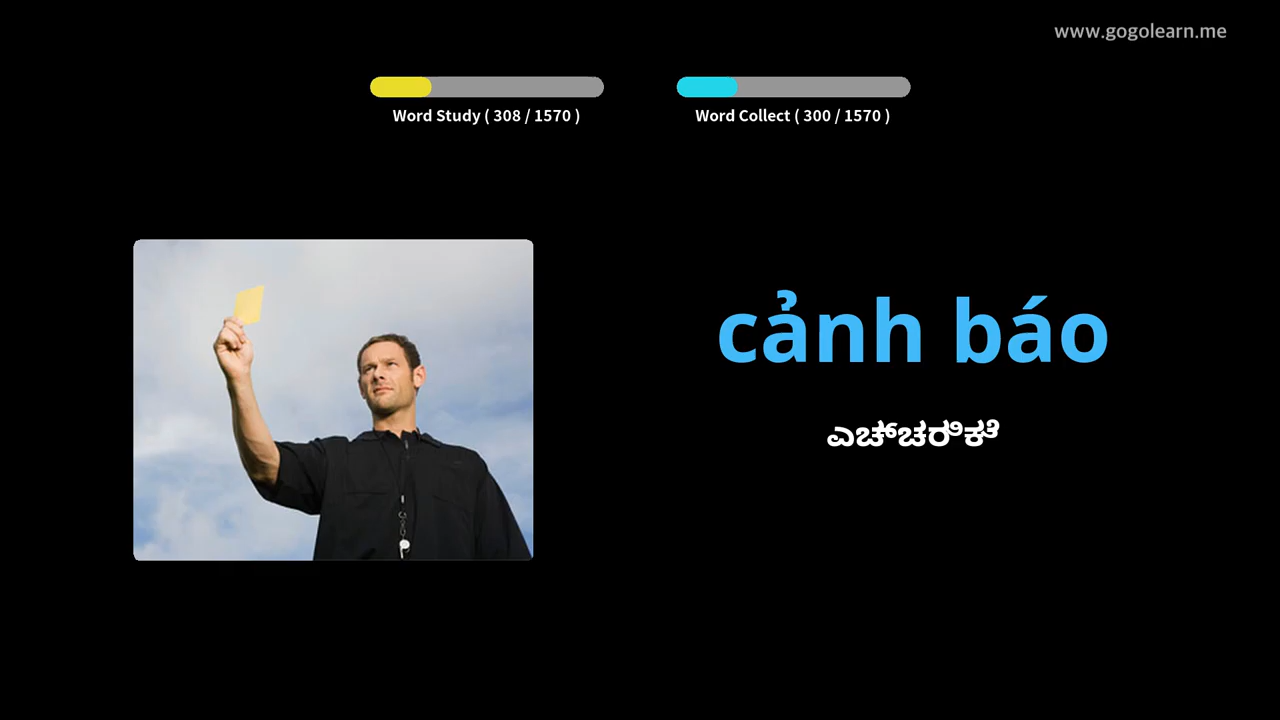 www.gogolearn.me
Word Study ( 308 / 1570 )
Word Collect ( 300 / 1570 )
cảnh báo
ಎಚ್ಚರಿಕೆ